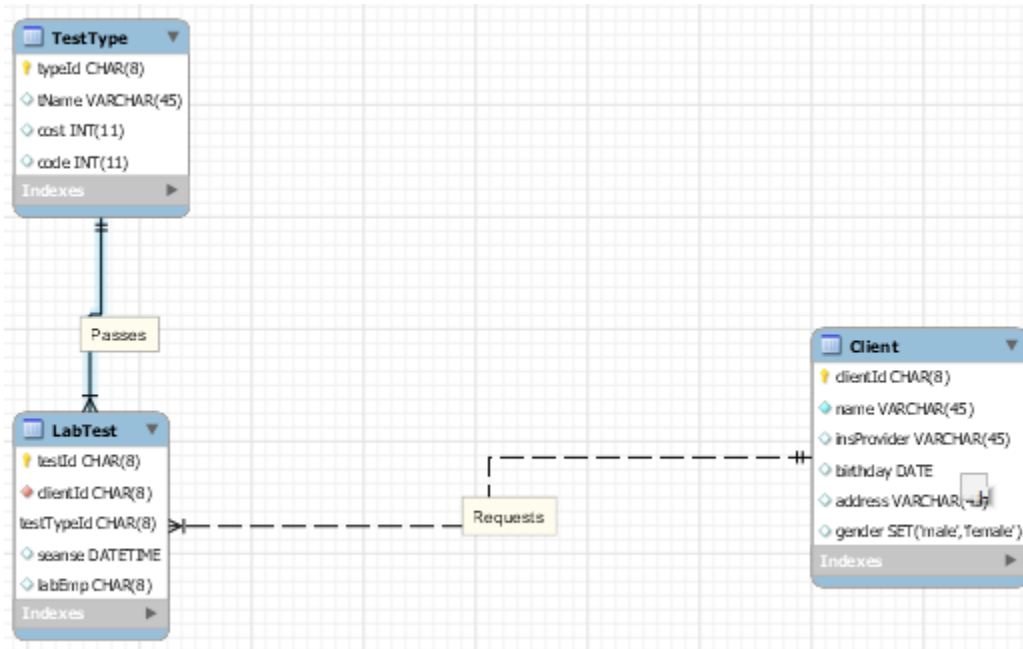 TestType
typeId CHAR(8)
tName VARCHAR(45)
cost INT(11)
code INT(11)
Indexes
Passes
LabTest
testId CHAR(8)
clientId CHAR(8)
testTypeId CHAR(8)
seanse DATETIME
labEmp CHAR(8)
Indexes
Requests
Client
clientId CHAR(8)
name VARCHAR(45)
insProvider VARCHAR(45)
birthday DATE
address VARCHAR(
gender SET('male','female')
Indexes